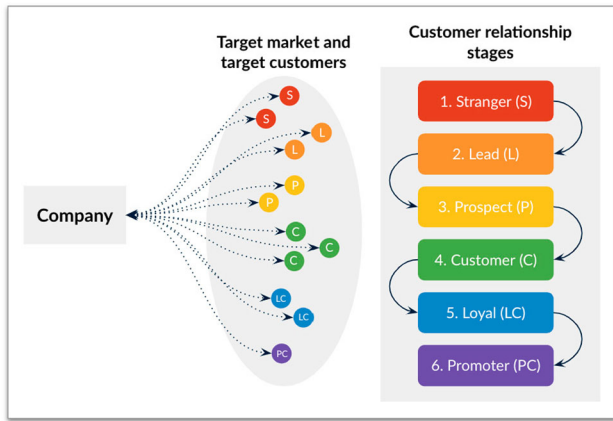 Target market and
target customers
Customer relationship
stages
Company
S
S
L
L
P
P
C
C
C
LC
LC
PC
1. Stranger (S)
2. Lead (L)
3. Prospect (P)
4. Customer (C)
5. Loyal (LC)
6. Promoter (PC)